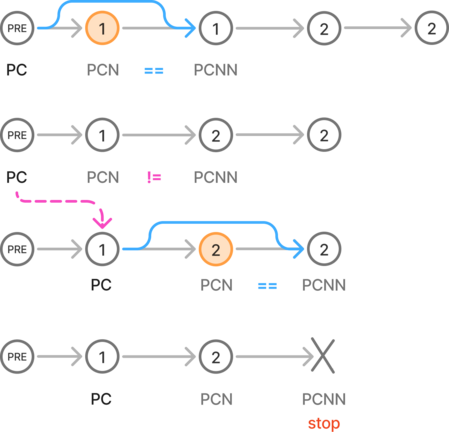 PRE 1 1 2 2
PC PCN == PCNN
PRE 1 2 2
PC PCN != PCNN
PRE 1 2 2
PC PCN == PCNN
PRE 1 2
PC PCN PCNN
stop